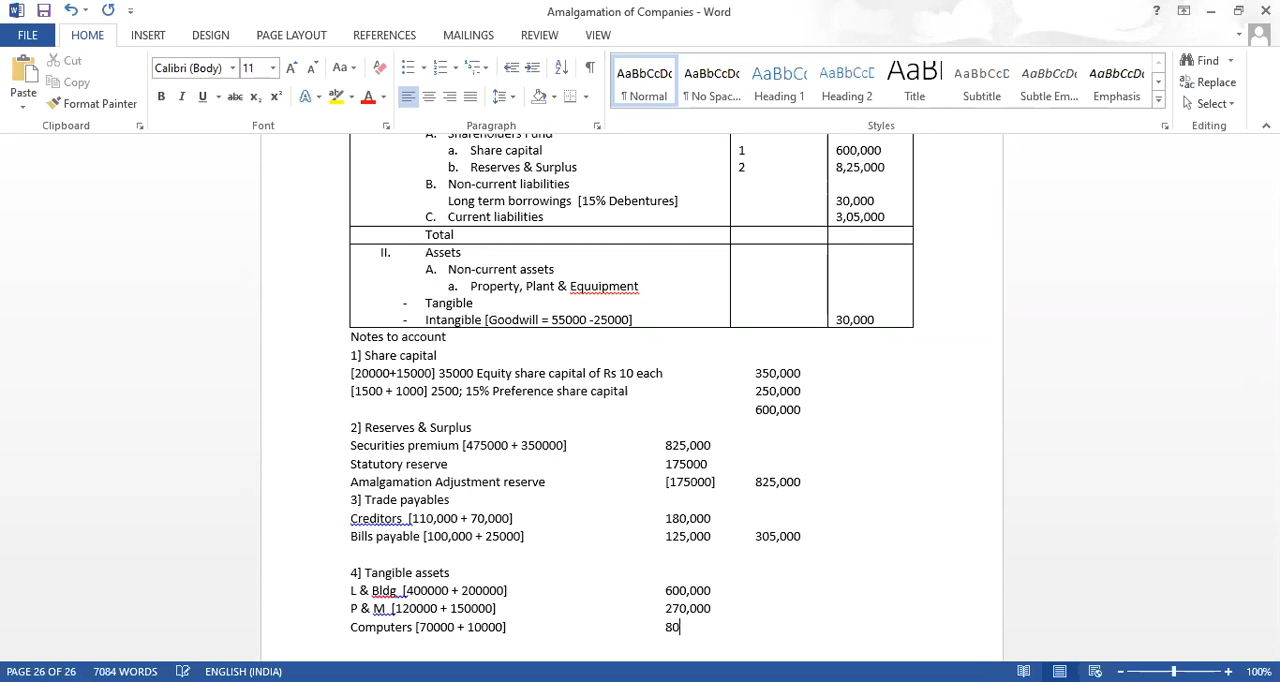 Amalgamation of Companies - Word
FILE HOME INSERT DESIGN PAGE LAYOUT REFERENCES MAILINGS REVIEW VIEW
Paste
Cut
Copy
Format Painter
Clipboard
Calibri (Body) 11
Font
Paragraph
AaBbCcDc AaBbCcDc AaBbC( AaBbCcC AaBl AaBbCcD AaBbCcDc AaBbCcDc
¶ Normal ¶ No Spac... Heading 1 Heading 2 Title Subtitle Subtle Em... Emphasis
Styles
Find
Replace
Select
Editing
A. Shareholders Fund
a. Share capital 1 600,000
b. Reserves & Surplus 2 8,25,000
B. Non-current liabilities
Long term borrowings [15% Debentures] 30,000
C. Current liabilities 3,05,000
Total
II. Assets
A. Non-current assets
a. Property, Plant & Equuipment
- Tangible
- Intangible [Goodwill = 55000 -25000] 30,000
Notes to account
1] Share capital
[20000+15000] 35000 Equity share capital of Rs 10 each 350,000
[1500 + 1000] 2500; 15% Preference share capital 250,000
600,000
2] Reserves & Surplus
Securities premium [475000 + 350000] 825,000
Statutory reserve 175000
Amalgamation Adjustment reserve [175000] 825,000
3] Trade payables
Creditors [110,000 + 70,000] 180,000
Bills payable [100,000 + 25000] 125,000 305,000
4] Tangible assets
L & Bldg [400000 + 200000] 600,000
P & M [120000 + 150000] 270,000
Computers [70000 + 10000] 80
PAGE 26 OF 26 7084 WORDS ENGLISH (INDIA) 100%